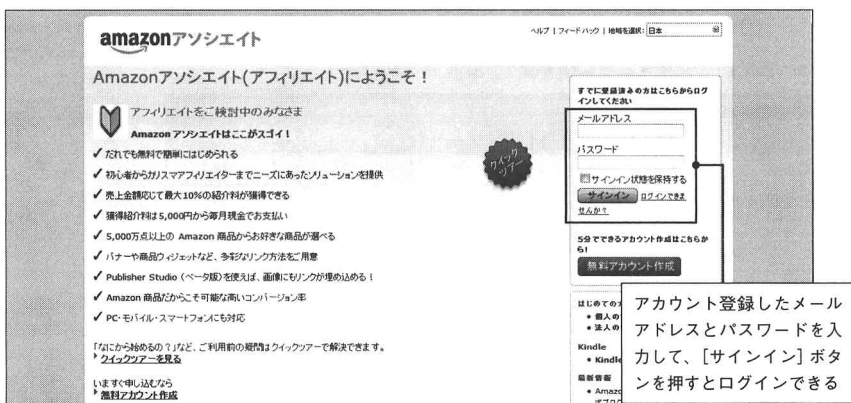 amazonアソシエイト
ヘルプ | フィードバック | 地域を選択: 日本
Amazonアソシエイト(アフィリエイト)にようこそ！
アフィリエイトをご検討中のみなさま
Amazon アソシエイトはここがスゴイ！
✓ だれでも無料で簡単にはじめられる
✓ 初心者からカリスマアフィリエイターまでニーズにあったソリューションを提供
✓ 売上金額応じて最大10%の紹介料が獲得できる
✓ 獲得紹介料は5,000円から毎月現金でお支払い
✓ 5,000万点以上の Amazon 商品からお好きな商品が選べる
✓ バナーや商品ウィジェットなど、多彩なリンク方法をご用意
✓ Publisher Studio (ベータ版)を使えば、画像にもリンクが埋め込める！
✓ Amazon 商品だからこそ可能な高いコンバージョン率
✓ PC・モバイル・スマートフォンにも対応
「なにから始めるの？」など、ご利用前の疑問はクイックツアーで解決できます。
クイックツアーを見る
いますぐ申し込むなら
無料アカウント作成
クイック
ツアー
すでに登録済みの方はこちらからログ
インしてください
メールアドレス
パスワード
サインイン状態を保持する
サインイン ログインできま
せんか？
5分でできるアカウント作成はこちらか
ら!
無料アカウント作成
はじめての
• 個人の
• 法人の
Kindle
• Kindle
最新情報
• Amazo
アカウント登録したメール
アドレスとパスワードを入
力して、［サインイン］ボタ
ンを押すとログインできる